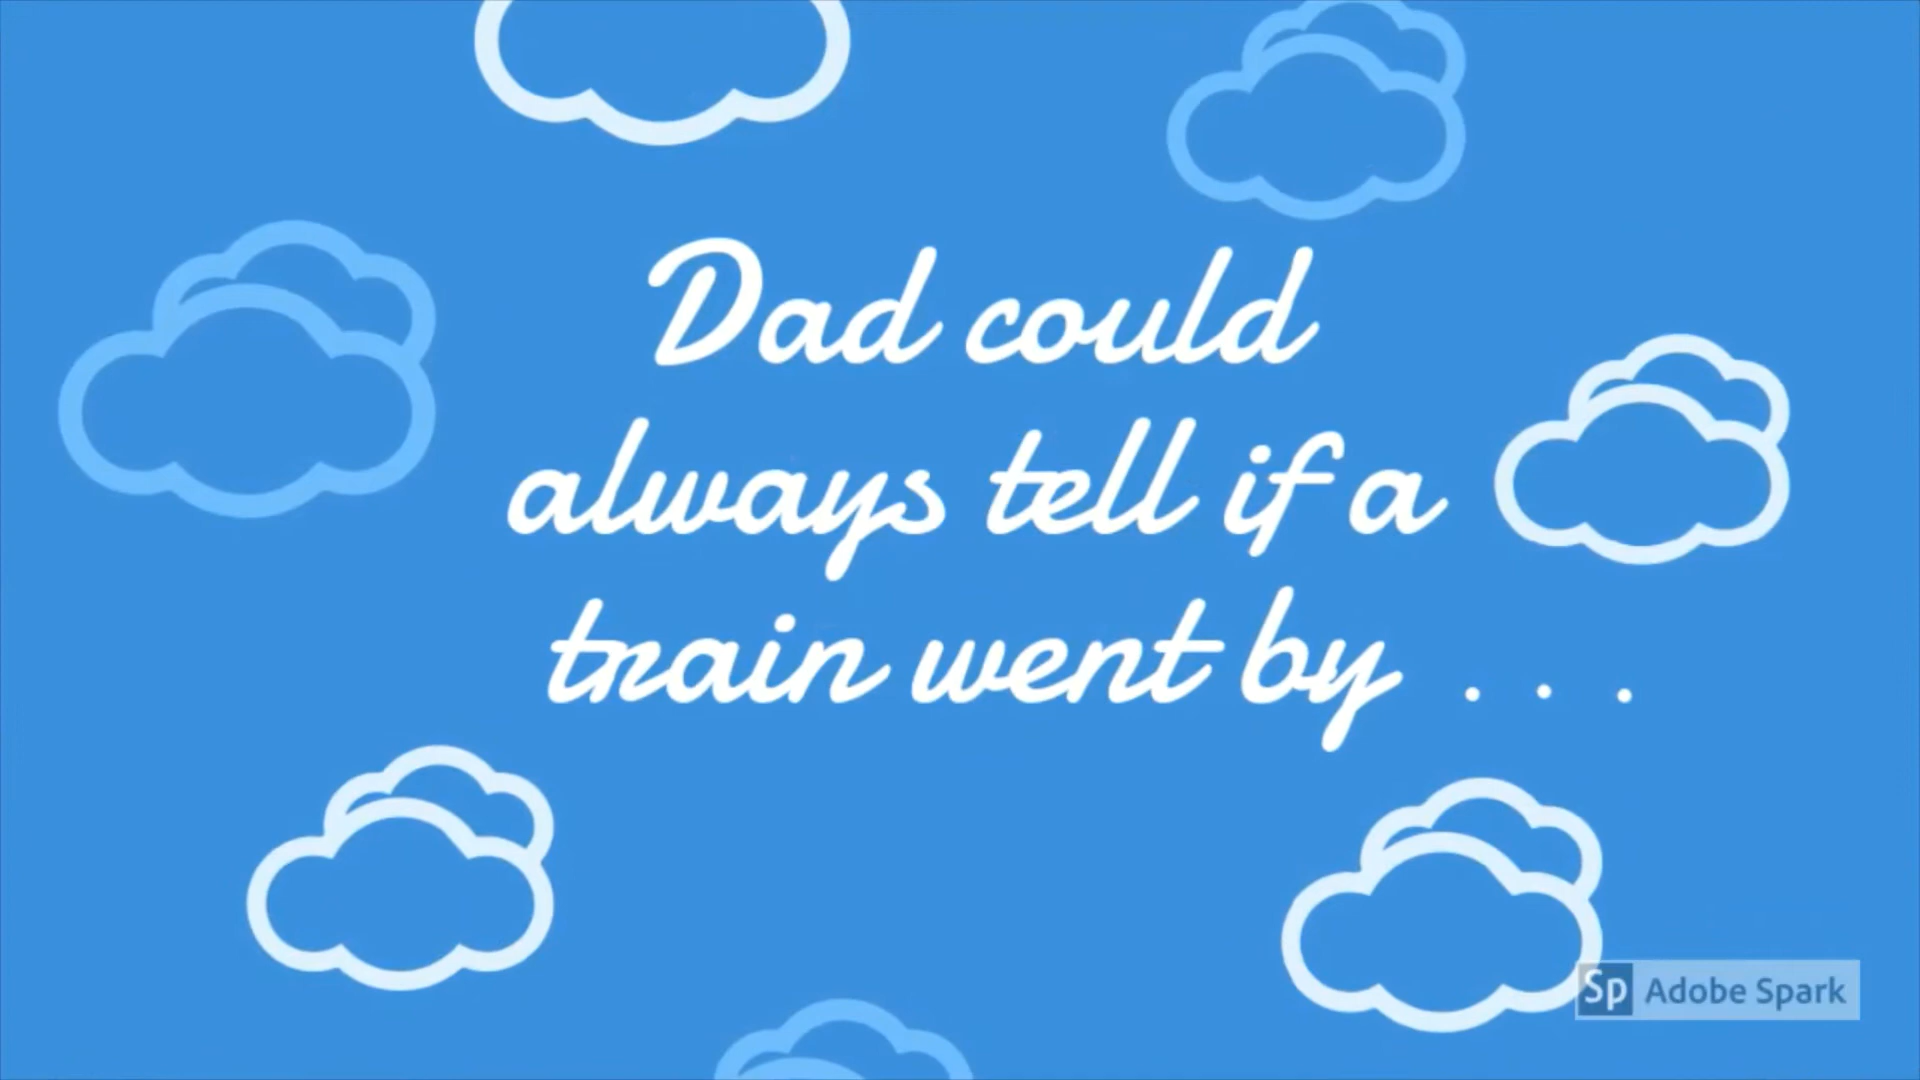 Dad could
always tell if a
train went by . . .
Sp Adobe Spark